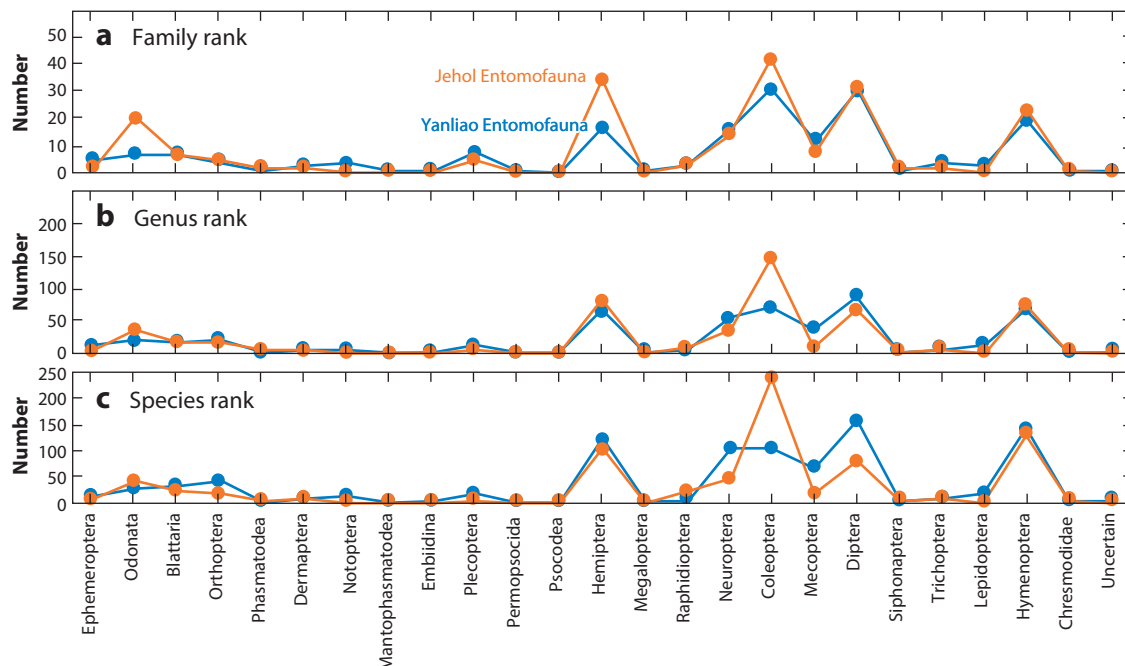 a Family rank
Number
50
40
30
20
10
0
Jehol Entomofauna
Yanliao Entomofauna
b Genus rank
Number
200
150
100
50
0
c Species rank
Number
250
200
150
100
50
0
Ephemeroptera
Odonata
Blattaria
Orthoptera
Phasmatodea
Dermaptera
Notoptera
Mantophasmatodea
Embiidina
Plecoptera
Permopsocida
Psocodea
Hemiptera
Megaloptera
Raphidioptera
Neuroptera
Coleoptera
Mecoptera
Diptera
Siphonaptera
Trichoptera
Lepidoptera
Hymenoptera
Chresmodidae
Uncertain